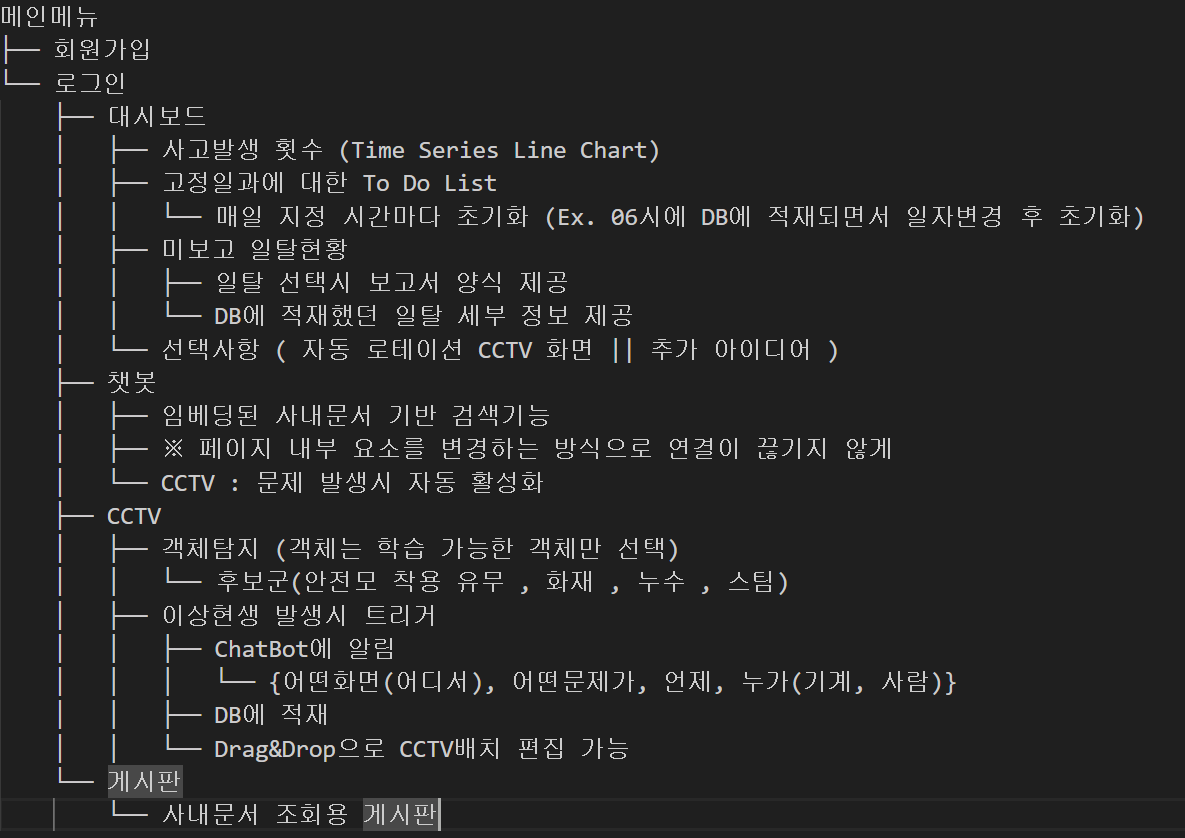 메인메뉴
├── 회원가입
└── 로그인
    ├── 대시보드
    │   ├── 사고발생 횟수 (Time Series Line Chart)
    │   ├── 고정일과에 대한 To Do List
    │   │   └── 매일 지정 시간마다 초기화 (Ex. 06시에 DB에 적재되면서 일자변경 후 초기화)
    │   ├── 미보고 일탈현황
    │   │   ├── 일탈 선택시 보고서 양식 제공
    │   │   └── DB에 적재했던 일탈 세부 정보 제공
    │   └── 선택사항 ( 자동 로테이션 CCTV 화면 || 추가 아이디어 )
    ├── 챗봇
    │   ├── 임베딩된 사내문서 기반 검색기능
    │   ├── ※ 페이지 내부 요소를 변경하는 방식으로 연결이 끊기지 않게
    │   └── CCTV : 문제 발생시 자동 활성화
    ├── CCTV
    │   ├── 객체탐지 (객체는 학습 가능한 객체만 선택)
    │   │   └── 후보군(안전모 착용 유무 , 화재 , 누수 , 스팀)
    │   ├── 이상현생 발생시 트리거
    │   │   ├── ChatBot에 알림
    │   │   │   └── {어떤화면(어디서), 어떤문제가, 언제, 누가(기계, 사람)}
    │   │   ├── DB에 적재
    │   │   └── Drag&Drop으로 CCTV배치 편집 가능
    └── 게시판
    │   └── 사내문서 조회용 게시판